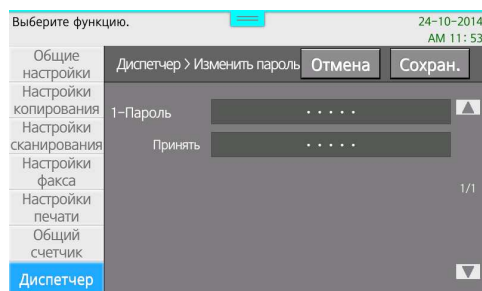 Выберите функцию.
24-10-2014
AM 11: 53
Общие
настройки
Диспетчер > Изменить пароль
Отмена
Сохран.
Настройки
копирования
1-Пароль
· · · · ·
Настройки
сканирования
Принять
· · · · ·
Настройки
факса
1/1
Настройки
печати
Общий
счетчик
Диспетчер